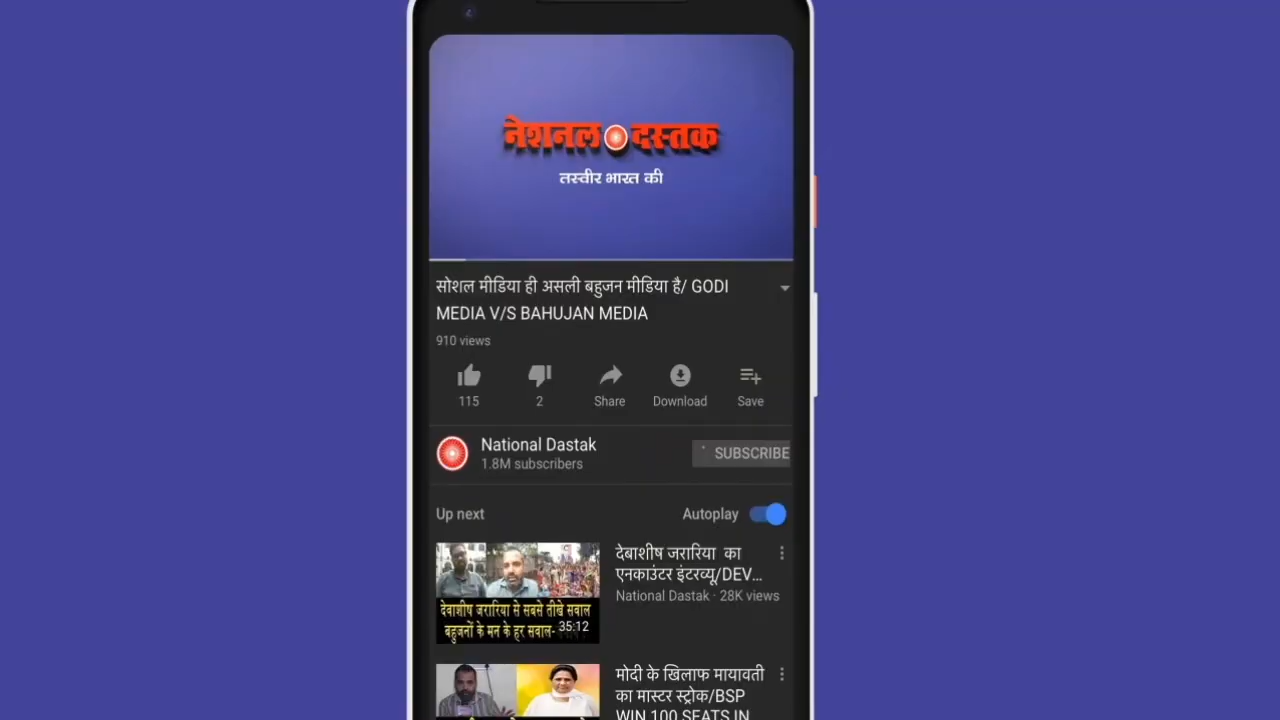 नेशनल दस्तक
तस्वीर भारत की
सोशल मीडिया ही असली बहुजन मीडिया है/ GODI
MEDIA V/S BAHUJAN MEDIA
910 views
115
2
Share
Download
Save
National Dastak
1.8M subscribers
SUBSCRIBE
Up next
Autoplay
देबाशीष जरारिया का
एनकाउंटर इंटरव्यू/DEV...
National Dastak · 28K views
देवाशीष जरारिया से सबसे तीखे सवाल
बहुजनों के मन के हर सवाल-
35:12
मोदी के खिलाफ मायावती
का मास्टर स्ट्रोक/BSP
WIN 100 SEATS IN